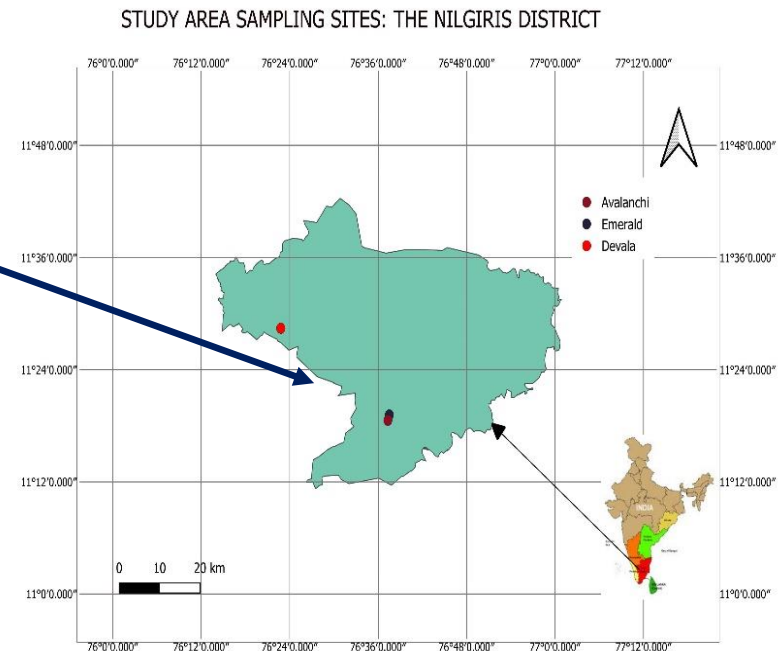 STUDY AREA SAMPLING SITES: THE NILGIRIS DISTRICT
76°0'0.000" 76°12'0.000" 76°24'0.000" 76°36'0.000" 76°48'0.000" 77°0'0.000" 77°12'0.000"
11°48'0.000" 11°48'0.000"
Avalanchi
Emerald
Devala
11°36'0.000" 11°36'0.000"
11°24'0.000" 11°24'0.000"
11°12'0.000" 11°12'0.000"
INDIA
0 10 20 km
11°0'0.000" 11°0'0.000"
76°0'0.000" 76°12'0.000" 76°24'0.000" 76°36'0.000" 76°48'0.000" 77°0'0.000" 77°12'0.000"